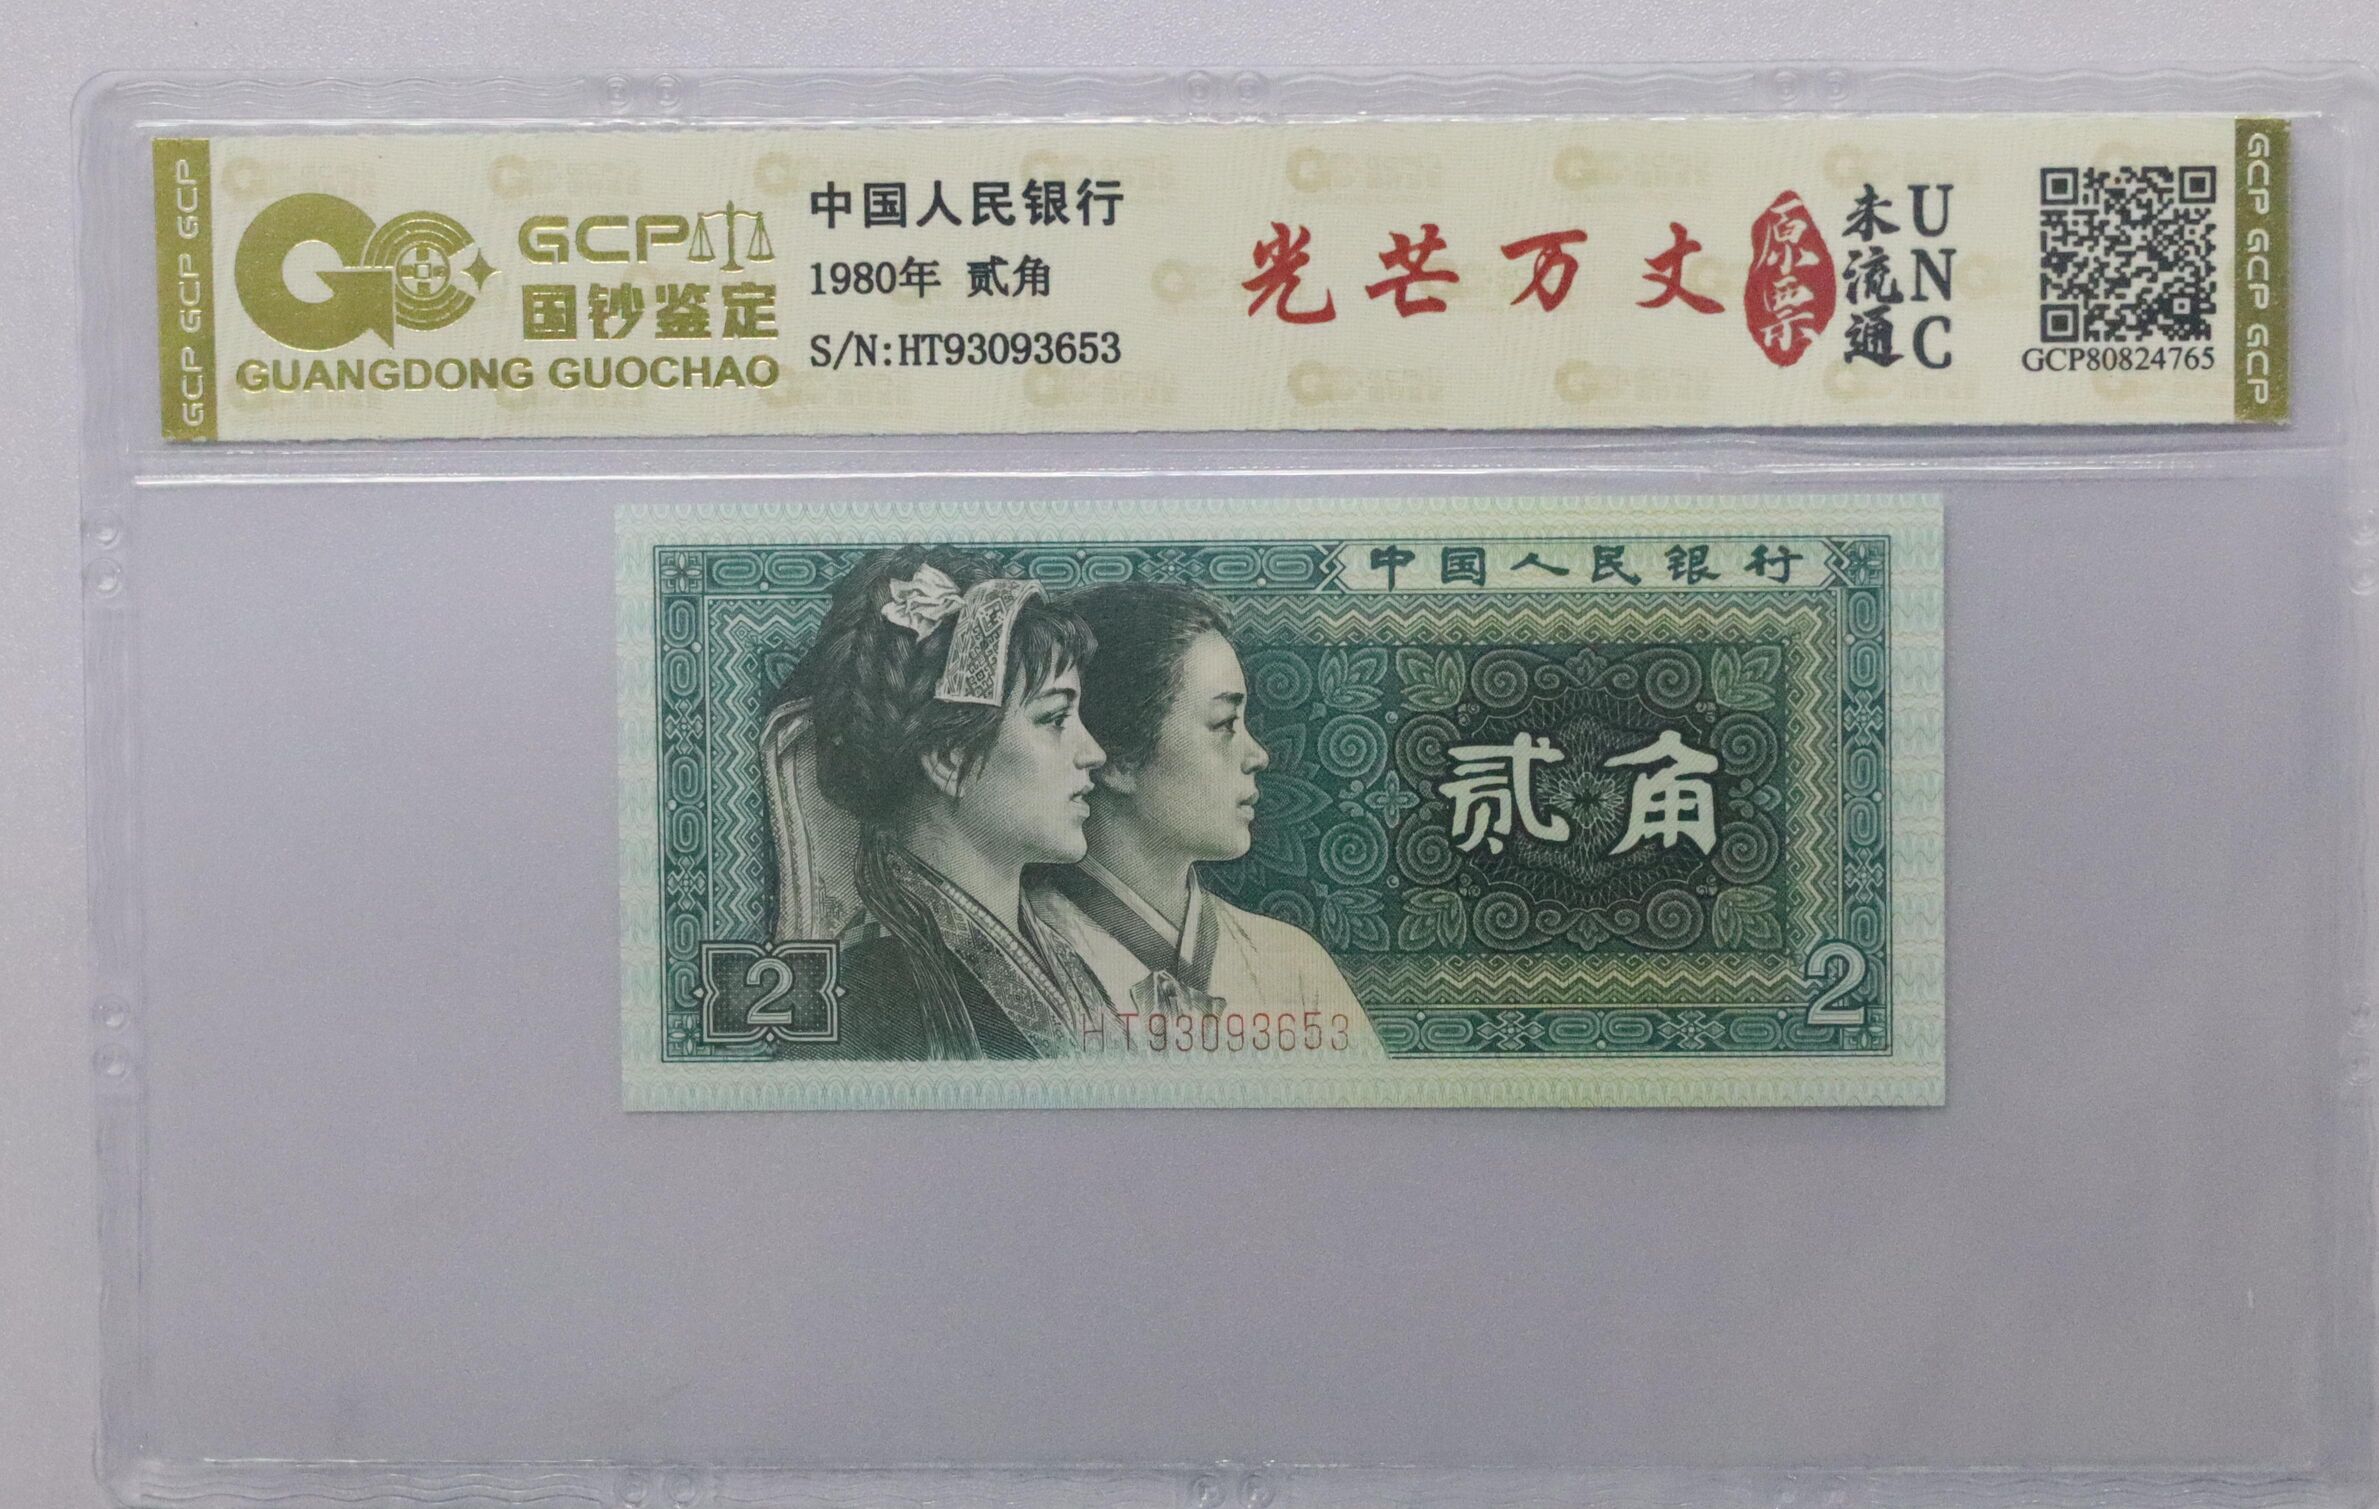 GCP GCP GCP
GCP
国钞鉴定
GUANGDONG GUOCHAO
中国人民银行
1980年 贰角
S/N:HT93093653
光芒万丈
原票
未流通
UNC
GCP80824765
GCP GCP GCP
中国人民银行
贰角
2
2
HT93093653